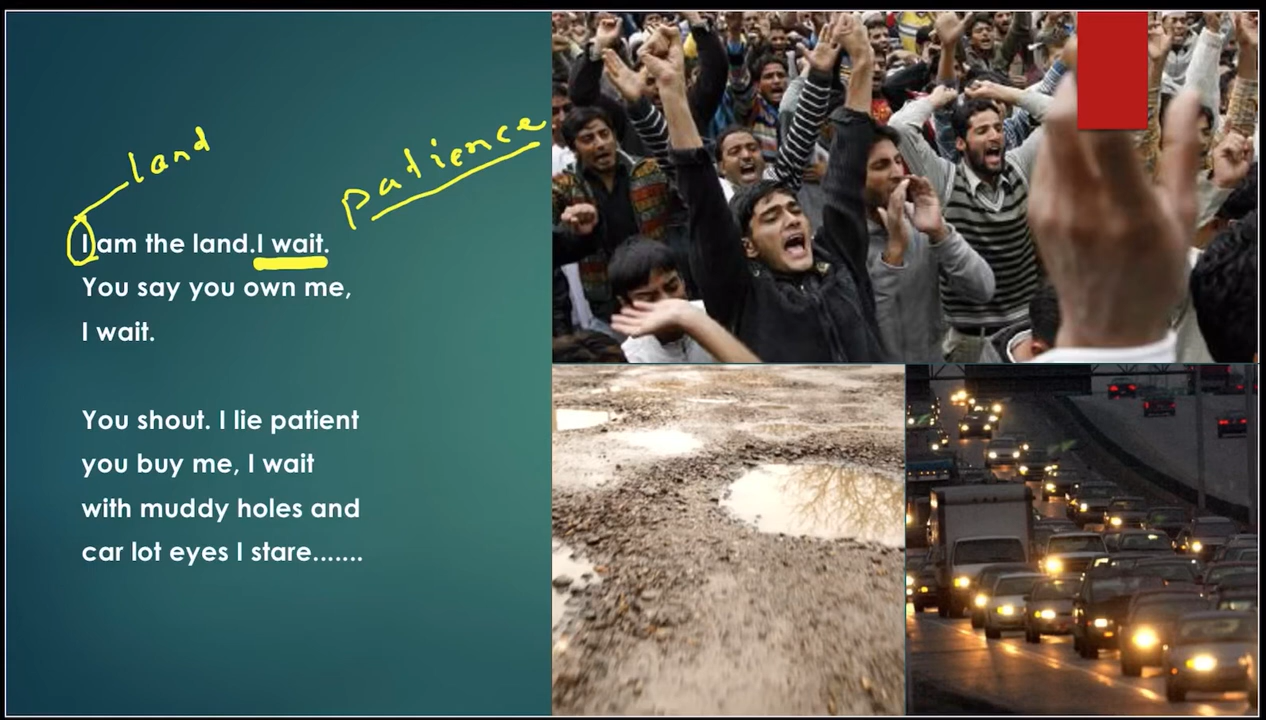 land
patience
I am the land.I wait.
You say you own me,
I wait.
You shout. I lie patient
you buy me, I wait
with muddy holes and
car lot eyes I stare.......